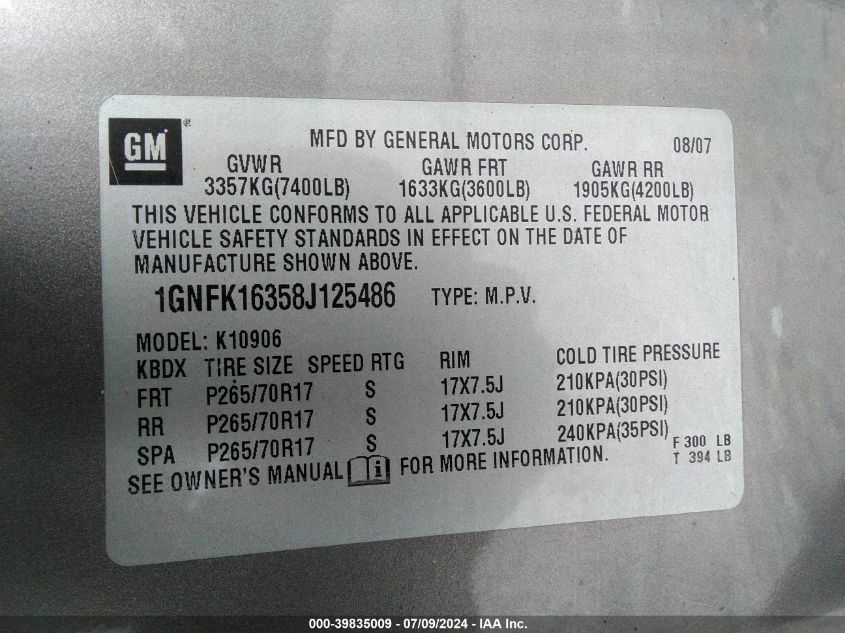 GM ®
MFD BY GENERAL MOTORS CORP. 08/07
GVWR GAWR FRT GAWR RR
3357KG(7400LB) 1633KG(3600LB) 1905KG(4200LB)
THIS VEHICLE CONFORMS TO ALL APPLICABLE U.S. FEDERAL MOTOR
VEHICLE SAFETY STANDARDS IN EFFECT ON THE DATE OF
MANUFACTURE SHOWN ABOVE.
1GNFK16358J125486 TYPE: M.P.V.
MODEL: K10906
KBDX TIRE SIZE SPEED RTG RIM COLD TIRE PRESSURE
FRT P265/70R17 S 17X7.5J 210KPA(30PSI)
RR P265/70R17 S 17X7.5J 210KPA(30PSI)
SPA P265/70R17 S 17X7.5J 240KPA(35PSI) F 300 LB
T 394 LB
SEE OWNER'S MANUAL i FOR MORE INFORMATION.
000-39835009 - 07/09/2024 - IAA Inc.